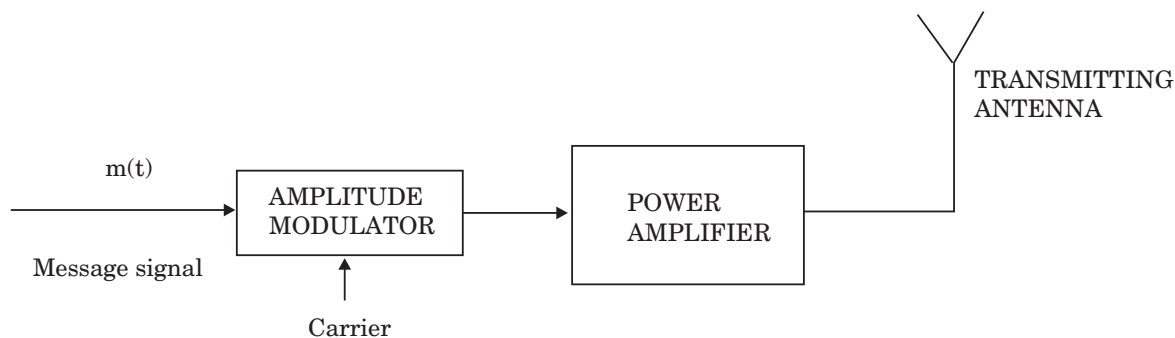 TRANSMITTING
ANTENNA
m(t)
AMPLITUDE
MODULATOR
POWER
AMPLIFIER
Message signal
Carrier